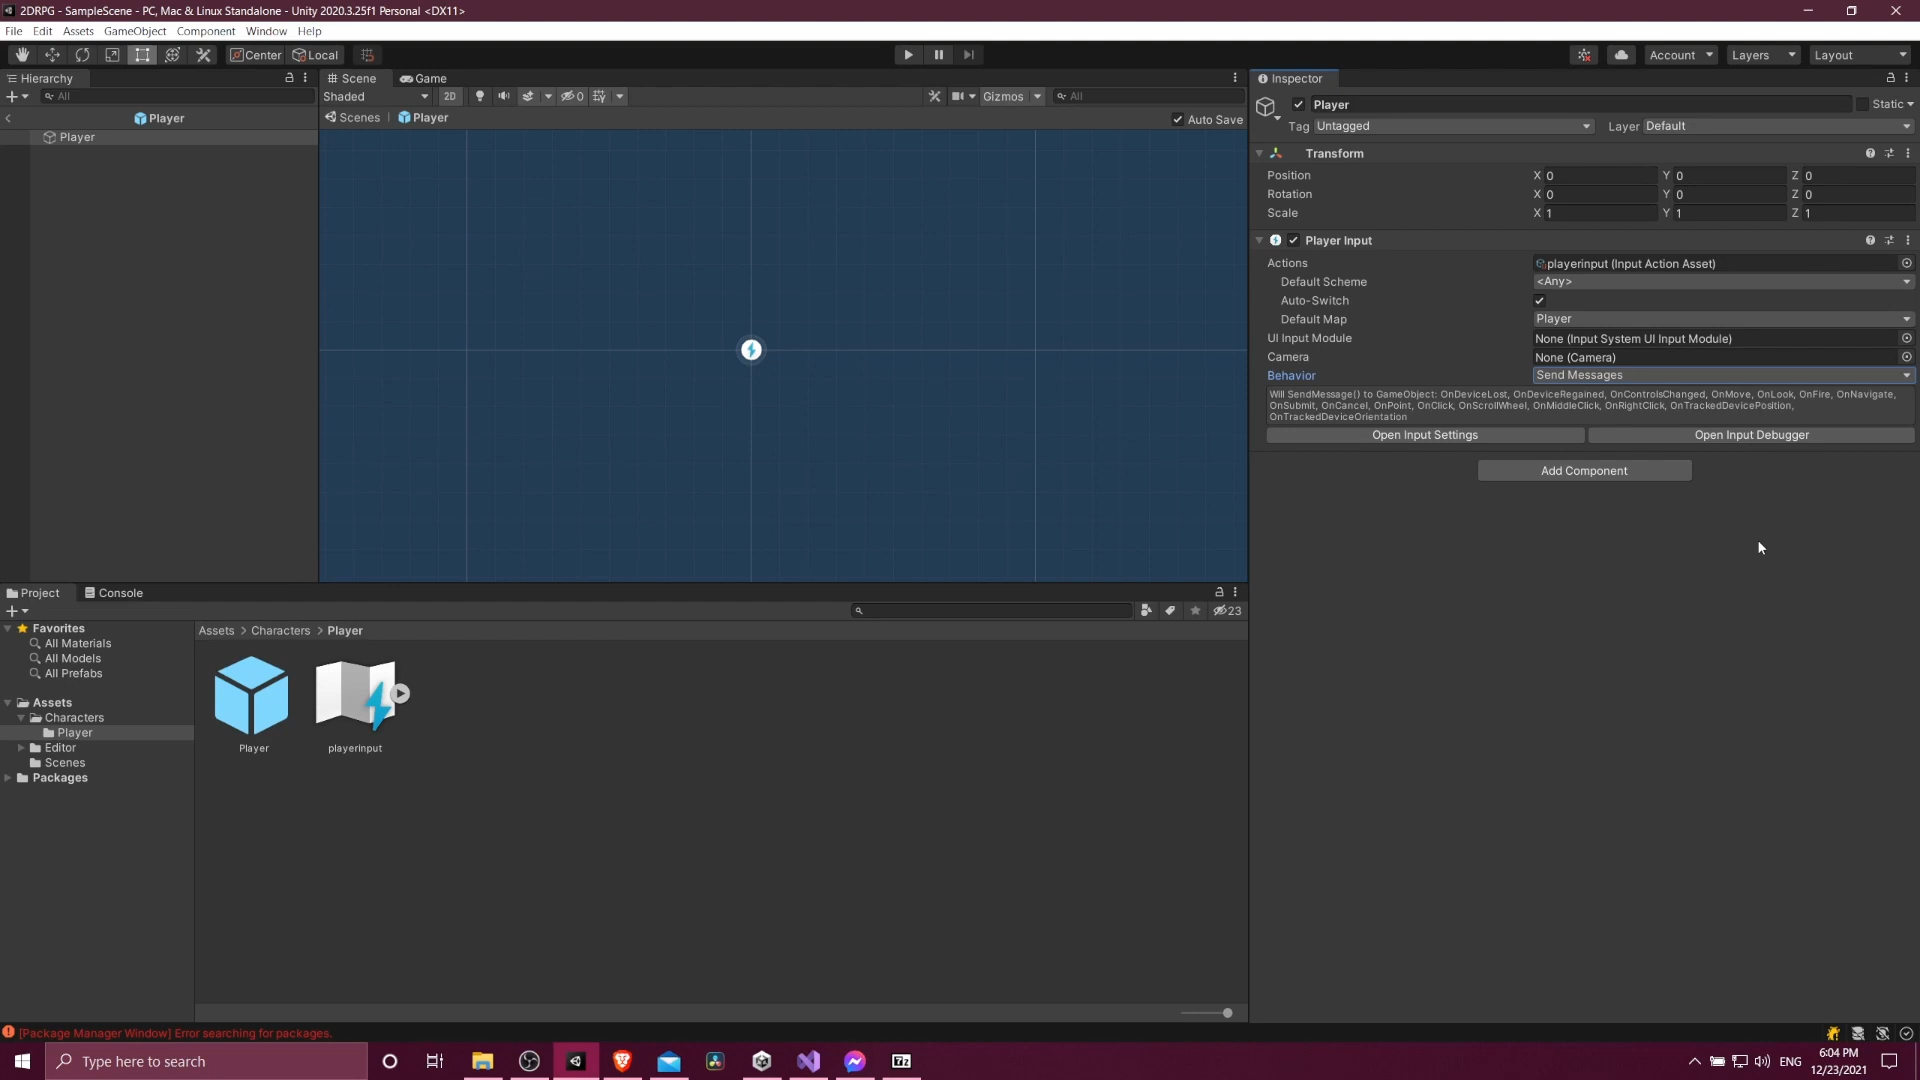 2DRPG - SampleScene - PC, Mac & Linux Standalone - Unity 2020.3.25f1 Personal <DX11>
File Edit Assets GameObject Component Window Help
Center Local Account Layers Layout
Hierarchy Scene Game Inspector
All Shaded 2D 0 Gizmos All
Player Scenes Player Auto Save
Player
Player Static
Tag Untagged Layer Default
Transform
Position X 0 Y 0 Z 0
Rotation X 0 Y 0 Z 0
Scale X 1 Y 1 Z 1
Player Input
Actions playerinput (Input Action Asset)
Default Scheme <Any>
Auto-Switch
Default Map Player
UI Input Module None (Input System UI Input Module)
Camera None (Camera)
Behavior Send Messages
Will SendMessage() to GameObject: OnDeviceLost, OnDeviceRegained, OnControlsChanged, OnMove, OnLook, OnFire, OnNavigate,
OnSubmit, OnCancel, OnPoint, OnClick, OnScrollWheel, OnMiddleClick, OnRightClick, OnTrackedDevicePosition,
OnTrackedDeviceOrientation
Open Input Settings Open Input Debugger
Add Component
Project Console
23
Favorites
All Materials
All Models
All Prefabs
Assets
Characters
Player
Editor
Scenes
Packages
Assets > Characters > Player
Player playerinput
[Package Manager Window] Error searching for packages.
Type here to search
7z
ENG
6:04 PM
12/23/2021